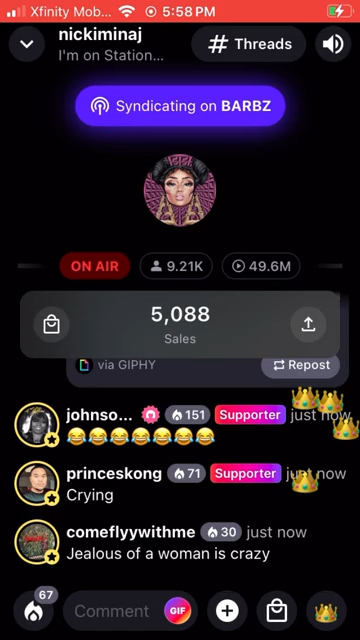 Xfinity Mob... 5:58 PM
nickiminaj
I'm on Station...
# Threads
Syndicating on BARBZ
ON AIR
9.21K
49.6M
5,088
Sales
via GIPHY
Repost
johnso... 151 Supporter just now
😂😂😂😂😂😂😂
princeskong 71 Supporter just now
Crying
comeflyywithme 30 just now
Jealous of a woman is crazy
67
Comment
GIF